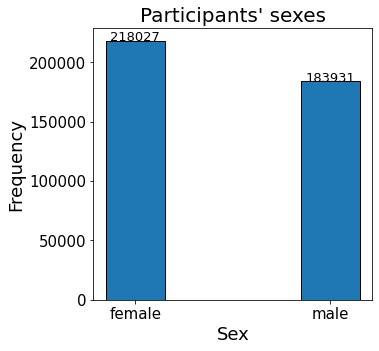 Participants' sexes
218027
183931
200000
150000
100000
50000
0
Frequency
female male
Sex